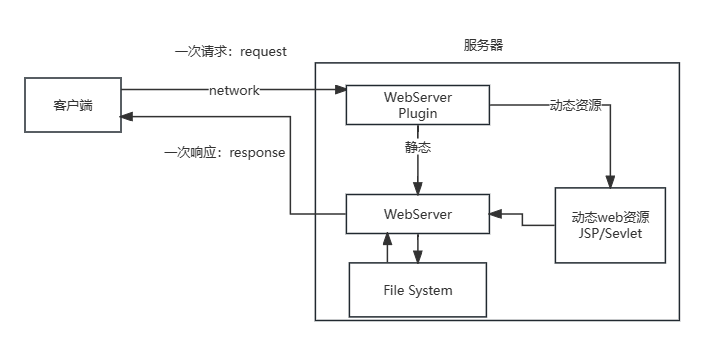 服务器
一次请求：request
客户端
network
WebServer
Plugin
动态资源
静态
一次响应：response
WebServer
动态web资源
JSP/Sevlet
File System